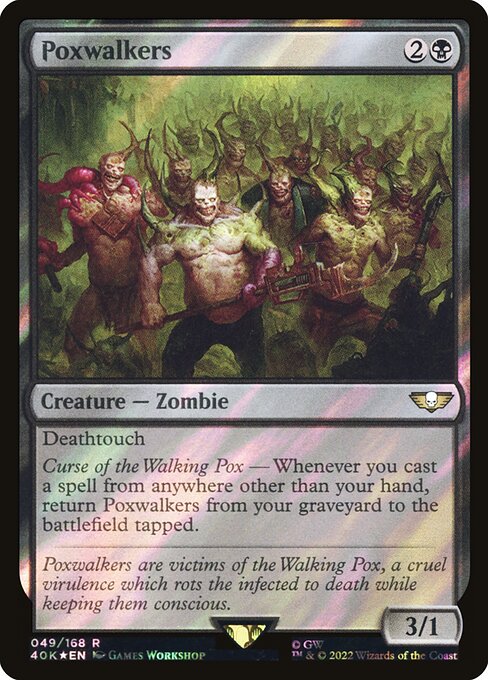 Poxwalkers 2
Creature — Zombie
Deathtouch
Curse of the Walking Pox — Whenever you cast
a spell from anywhere other than your hand,
return Poxwalkers from your graveyard to the
battlefield tapped.
Poxwalkers are victims of the Walking Pox, a cruel
virulence which rots the infected to death while
keeping them conscious.
3/1
049/168 R © GW
40K★EN Games Workshop ™ & © 2022 Wizards of the Coast